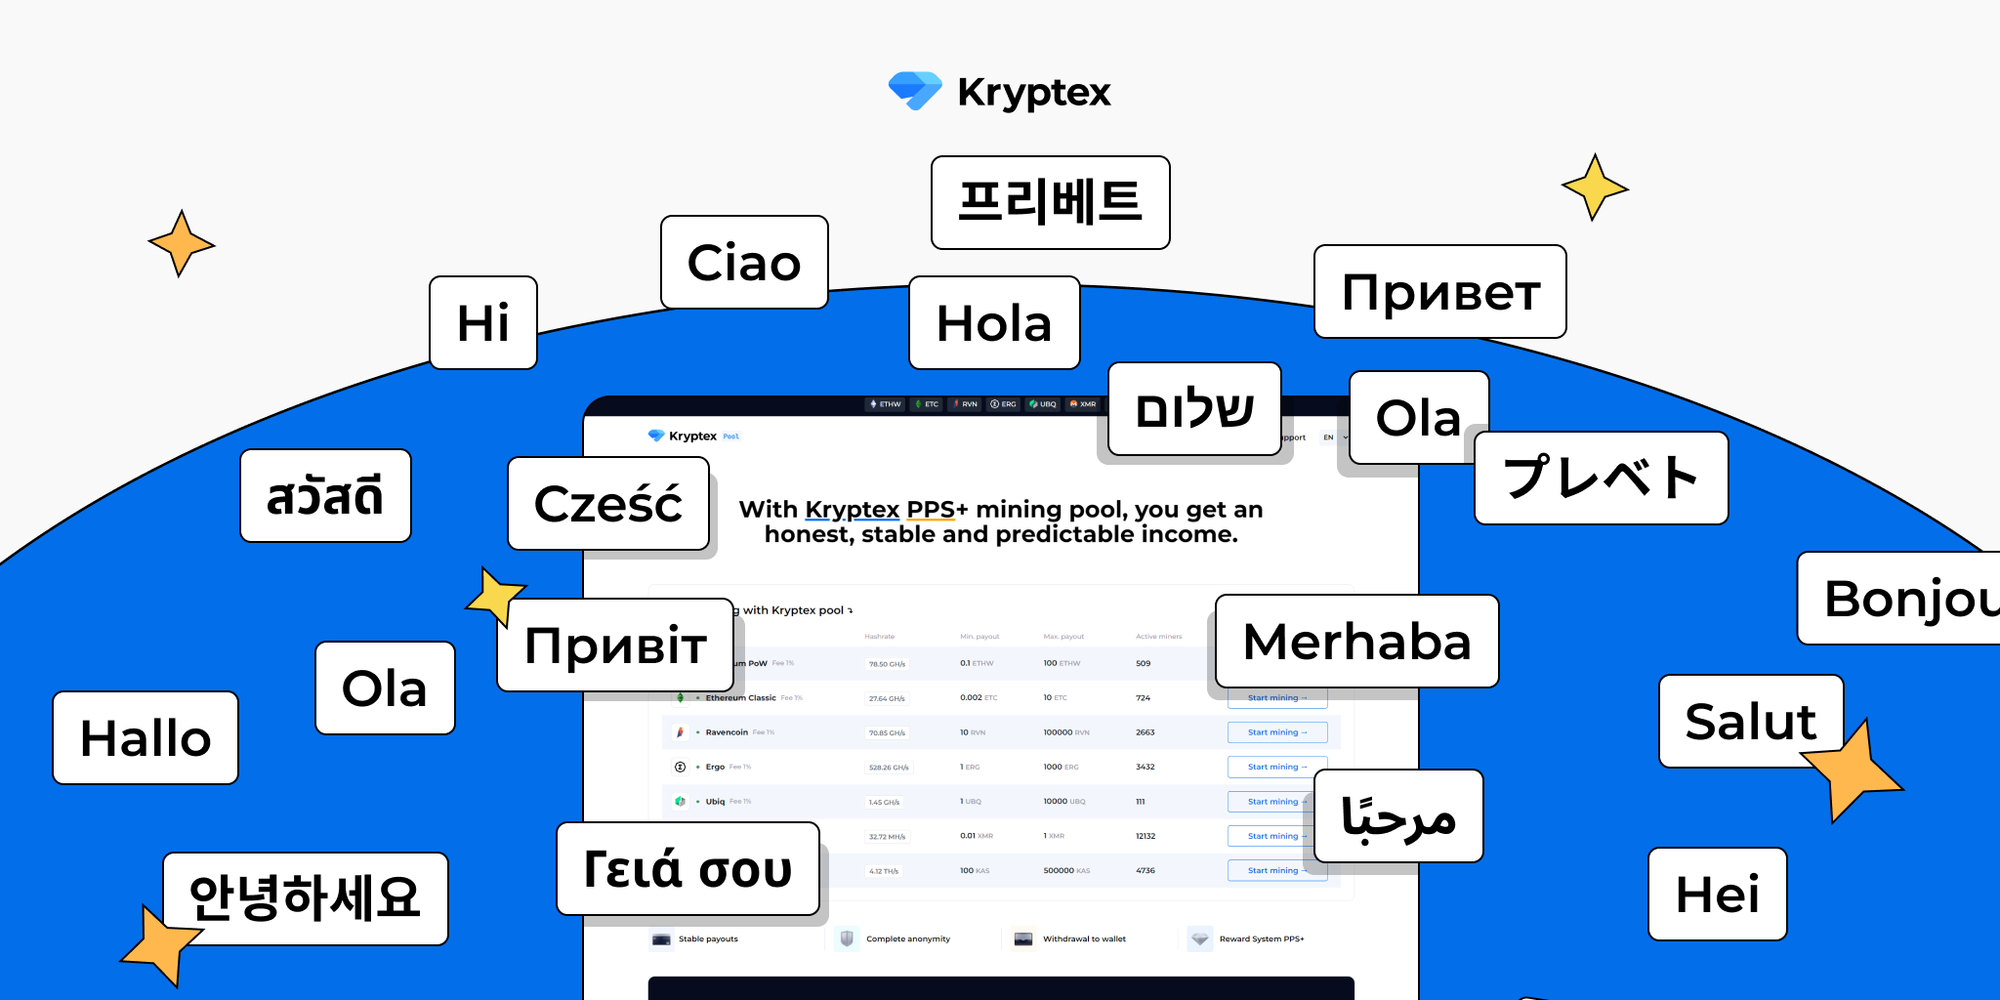 Kryptex
프리베트
Ciao
Hi
Hola
Привет
שלום
Ola
ETHW
ETC
RVN
ERG
UBQ
XMR
Kryptex Pool
EN
สวัสดี
Cześć
プレベト
With Kryptex PPS+ mining pool, you get an
honest, stable and predictable income.
Bonjou
with Kryptex pool
Привіт
Merhaba
Hashrate Min. payout Max. payout Active miners
PoW Fee 1% 78.50 GH/s 0.1 ETHW 100 ETHW 509
Ola
Ethereum Classic Fee 1% 27.64 GH/s 0.002 ETC 10 ETC 724 Start mining →
Hallo
Salut
Ravencoin Fee 1% 70.85 GH/s 10 RVN 100000 RVN 2663 Start mining →
Ergo Fee 1% 528.26 GH/s 1 ERG 1000 ERG 3432 Start mining →
Ubiq Fee 1% 1.45 GH/s 1 UBQ 10000 UBQ 111 Start mining →
مرحبًا
32.72 MH/s 0.01 XMR 1 XMR 12132 Start mining →
Γειά σου
4.12 TH/s 100 KAS 500000 KAS 4736 Start mining →
안녕하세요
Hei
Stable payouts
Complete anonymity
Withdrawal to wallet
Reward System PPS+